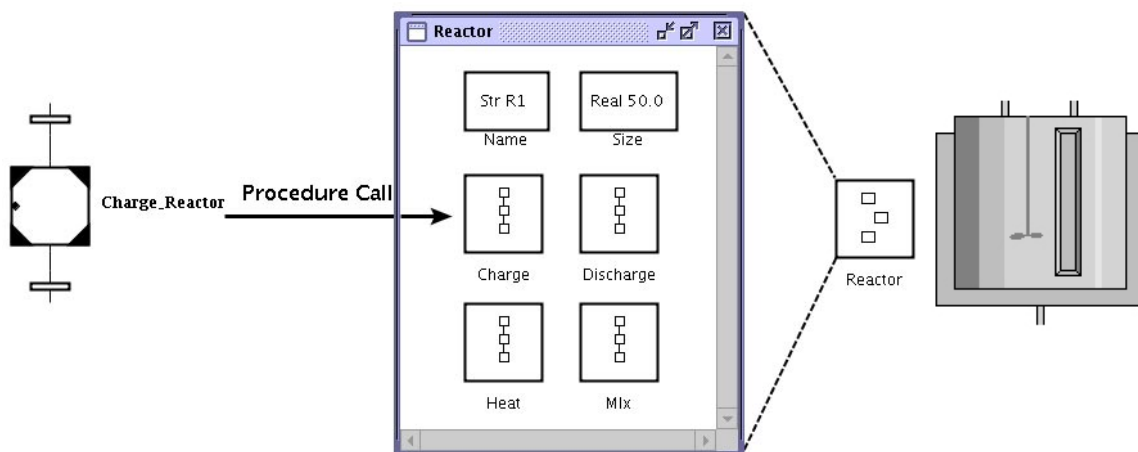 Reactor
Str R1
Real 50.0
Name
Size
Procedure Call
Charge_Reactor
Charge
Discharge
Reactor
Heat
MIx